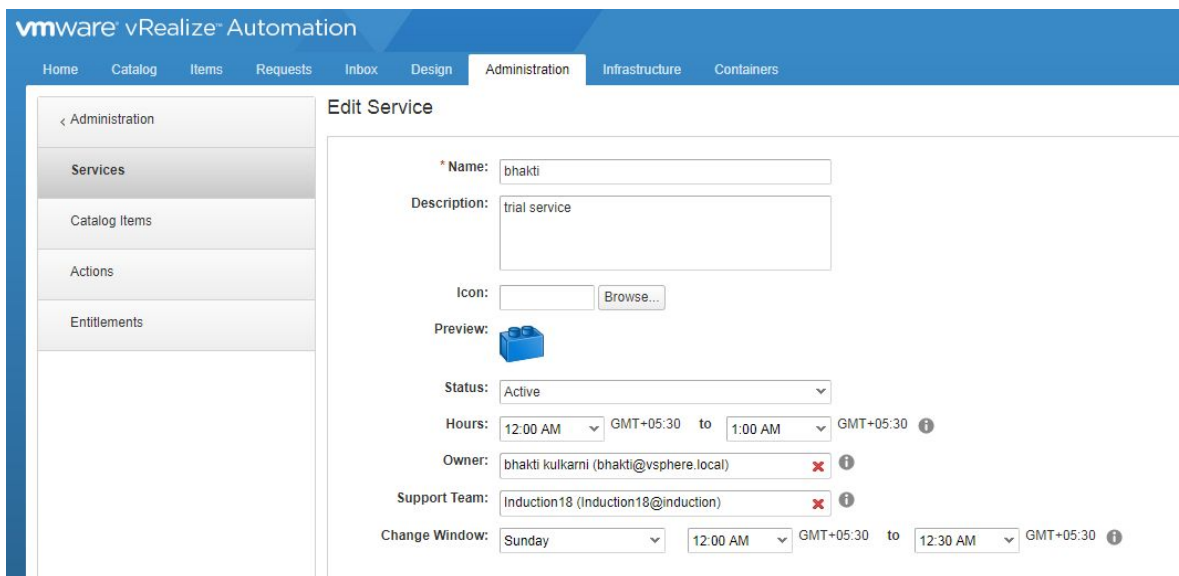 vmware® vRealize™ Automation
Home Catalog Items Requests Inbox Design Administration Infrastructure Containers
‹ Administration
Services
Catalog Items
Actions
Entitlements
Edit Service
* Name: bhakti
Description: trial service
Icon: Browse...
Preview:
Status: Active
Hours: 12:00 AM GMT+05:30 to 1:00 AM GMT+05:30
Owner: bhakti kulkarni (bhakti@vsphere.local)
Support Team: Induction18 (Induction18@induction)
Change Window: Sunday 12:00 AM GMT+05:30 to 12:30 AM GMT+05:30